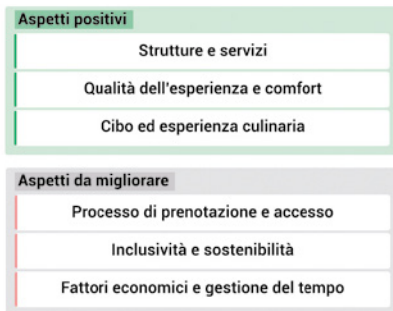 Aspetti positivi
Strutture e servizi
Qualità dell'esperienza e comfort
Cibo ed esperienza culinaria
Aspetti da migliorare
Processo di prenotazione e accesso
Inclusività e sostenibilità
Fattori economici e gestione del tempo